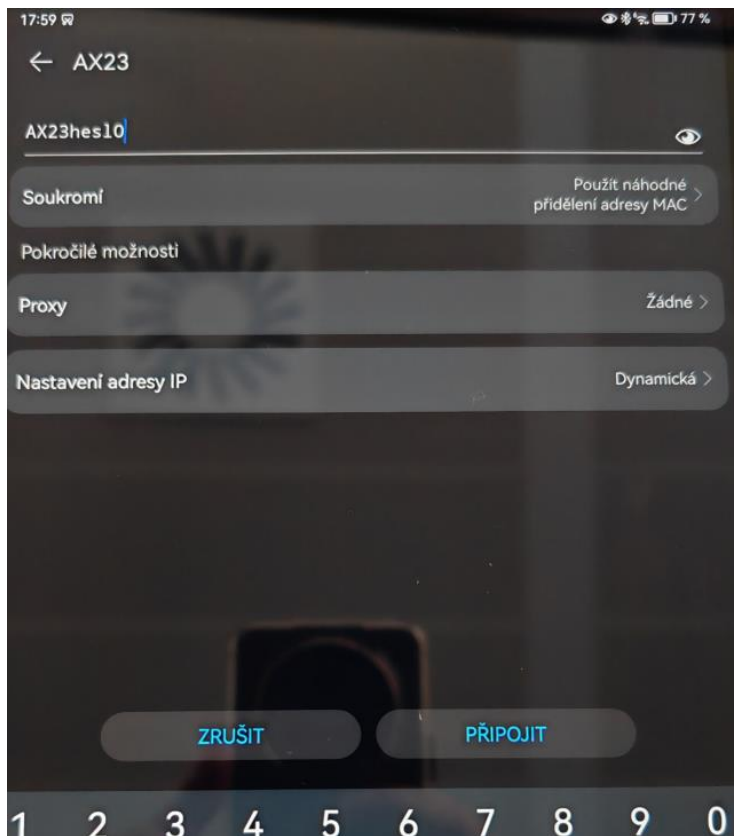 17:59
77 %
← AX23
AX23hesl0
Soukromí
Použít náhodné
přidělení adresy MAC >
Pokročilé možnosti
Proxy
Žádné >
Nastavení adresy IP
Dynamická >
ZRUŠIT
PŘIPOJIT
1 2 3 4 5 6 7 8 9 0